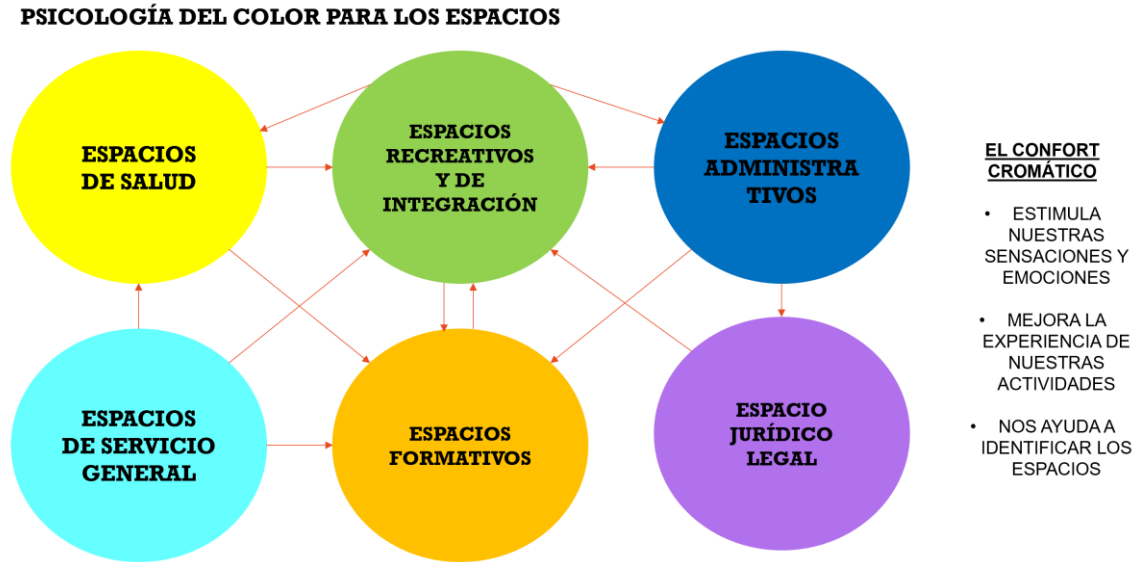 PSICOLOGÍA DEL COLOR PARA LOS ESPACIOS
ESPACIOS
DE SALUD
ESPACIOS
RECREATIVOS
Y DE
INTEGRACIÓN
ESPACIOS
ADMINISTRA
TIVOS
ESPACIOS
DE SERVICIO
GENERAL
ESPACIOS
FORMATIVOS
ESPACIO
JURÍDICO
LEGAL
EL CONFORT
CROMÁTICO
• ESTIMULA
NUESTRAS
SENSACIONES Y
EMOCIONES
• MEJORA LA
EXPERIENCIA DE
NUESTRAS
ACTIVIDADES
• NOS AYUDA A
IDENTIFICAR LOS
ESPACIOS